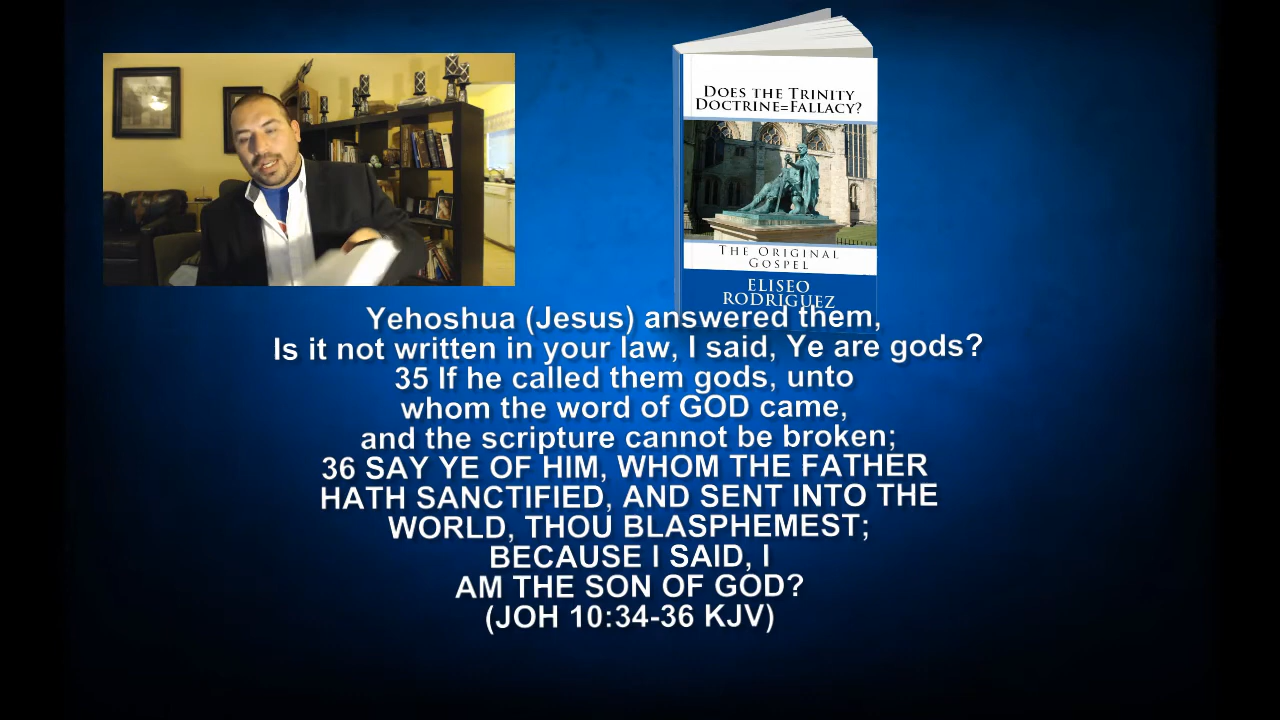 DOES THE TRINITY
DOCTRINE=FALLACY?
THE ORIGINAL
GOSPEL
ELISEO
RODRIGUEZ
Yehoshua (Jesus) answered them,
Is it not written in your law, I said, Ye are gods?
35 If he called them gods, unto
whom the word of GOD came,
and the scripture cannot be broken;
36 SAY YE OF HIM, WHOM THE FATHER
HATH SANCTIFIED, AND SENT INTO THE
WORLD, THOU BLASPHEMEST;
BECAUSE I SAID, I
AM THE SON OF GOD?
(JOH 10:34-36 KJV)